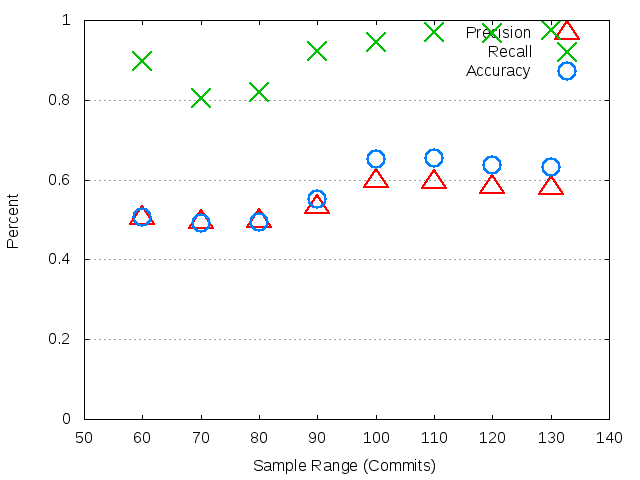 1
Precision
Recall
Accuracy
0.8
0.6
0.4
0.2
0
Percent
50 60 70 80 90 100 110 120 130 140
Sample Range (Commits)